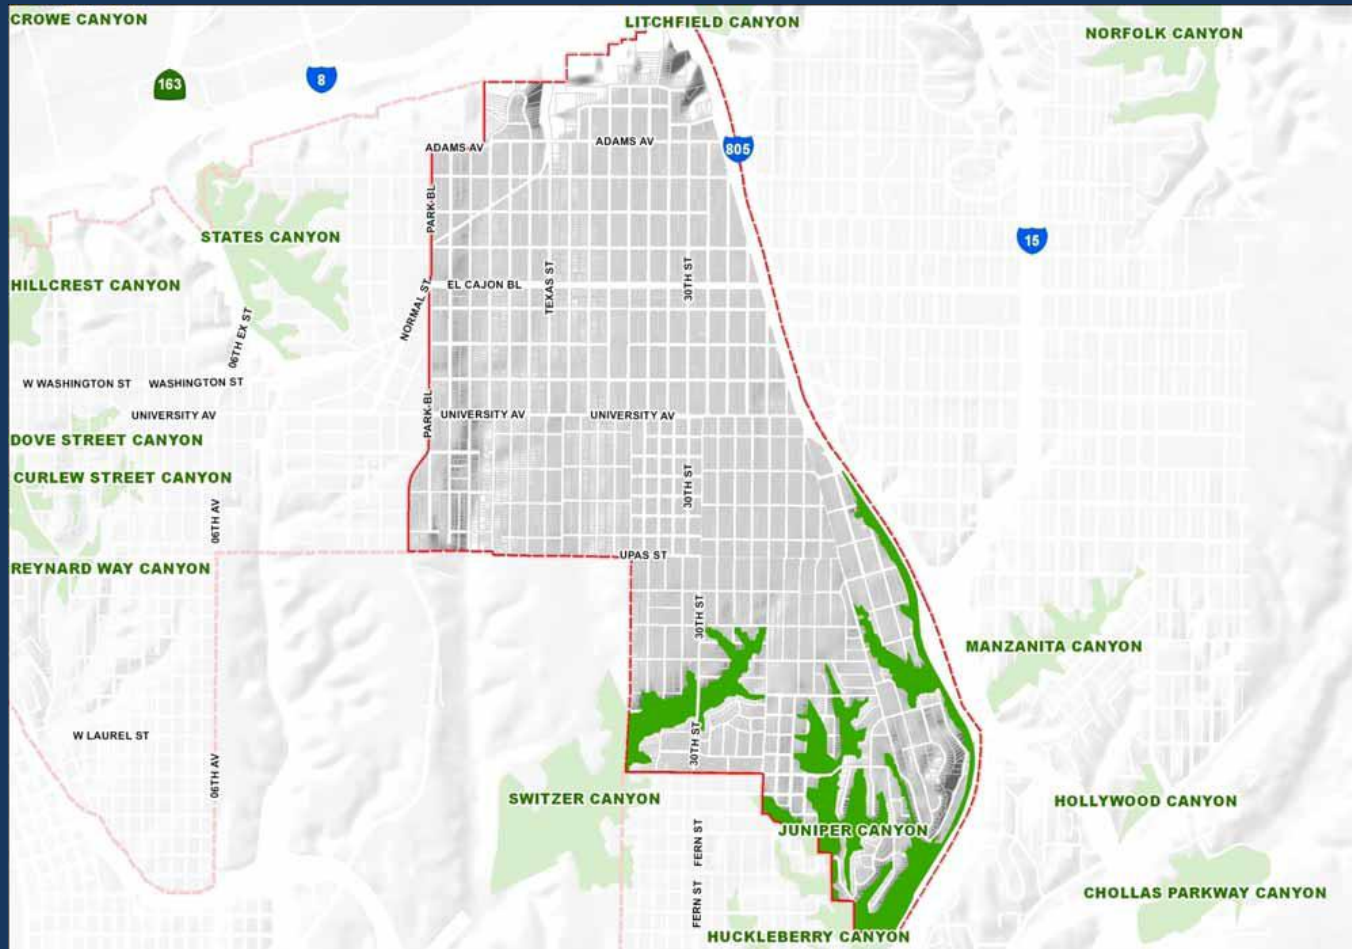 CROWE CANYON
LITCHFIELD CANYON
NORFOLK CANYON
163
8
ADAMS AV
ADAMS AV
805
PARK BL
STATES CANYON
15
HILLCREST CANYON
EL CAJON BL
TEXAS ST
30TH ST
NORMAL ST
06TH EX ST
W WASHINGTON ST
WASHINGTON ST
UNIVERSITY AV
PARK BL
UNIVERSITY AV
UNIVERSITY AV
DOVE STREET CANYON
CURLEW STREET CANYON
30TH ST
06TH AV
UPAS ST
REYNARD WAY CANYON
30TH ST
MANZANITA CANYON
W LAUREL ST
30TH ST
06TH AV
SWITZER CANYON
HOLLYWOOD CANYON
JUNIPER CANYON
FERN ST
CHOLLAS PARKWAY CANYON
FERN ST
HUCKLEBERRY CANYON